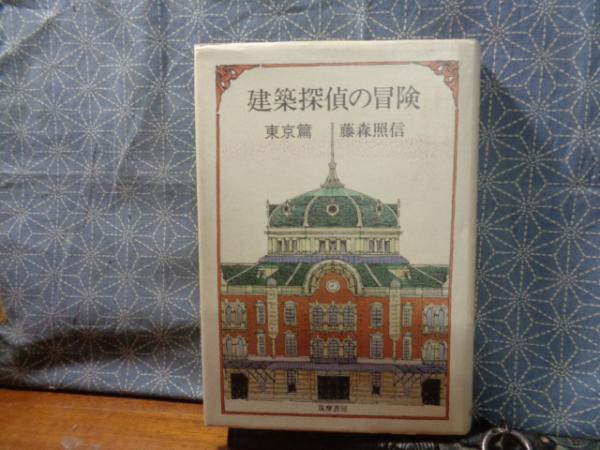 建築探偵の冒険
東京篇 藤森照信
筑摩書房